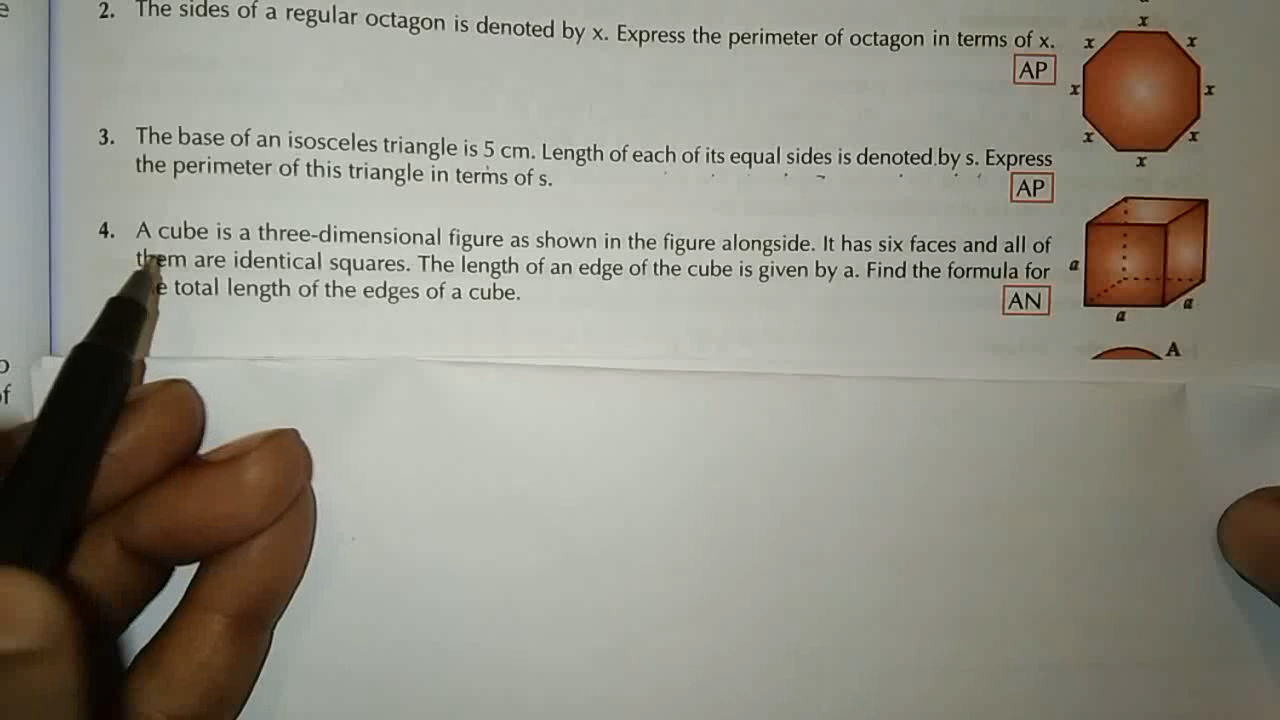 e
2. The sides of a regular octagon is denoted by x. Express the perimeter of octagon in terms of x.
AP
x
x
x
x
x
x
x
x
3. The base of an isosceles triangle is 5 cm. Length of each of its equal sides is denoted by s. Express
the perimeter of this triangle in terms of s.
AP
4. A cube is a three-dimensional figure as shown in the figure alongside. It has six faces and all of
them are identical squares. The length of an edge of the cube is given by a. Find the formula for
e total length of the edges of a cube.
AN
a
a
a
A
of